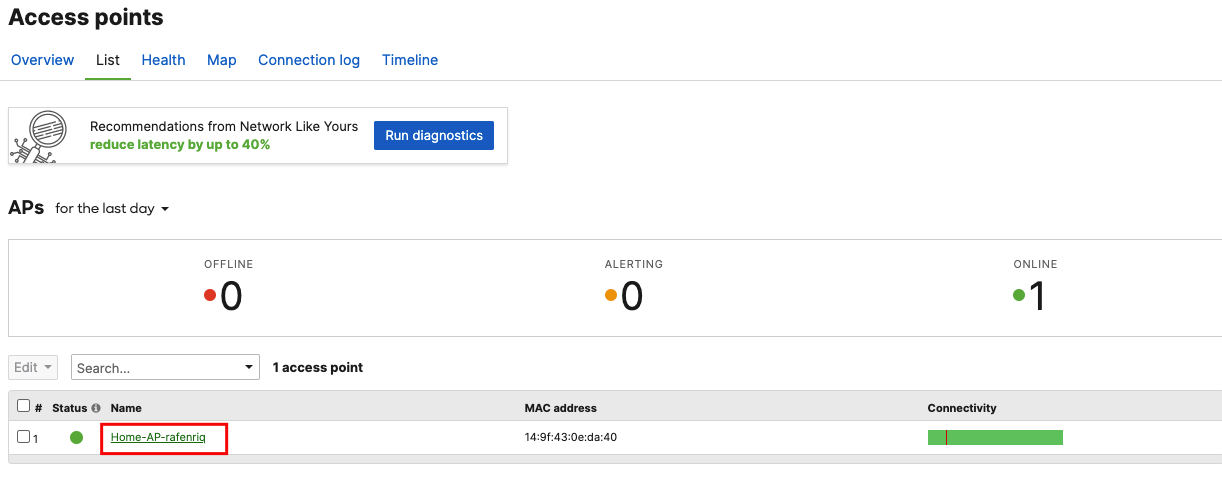 Access points
Overview List Health Map Connection log Timeline
Recommendations from Network Like Yours
reduce latency by up to 40%
Run diagnostics
APs for the last day
OFFLINE ALERTING ONLINE
0 0 1
Edit Search... 1 access point
# Status Name MAC address Connectivity
1 Home-AP-rafenriq 14:9f:43:0e:da:40